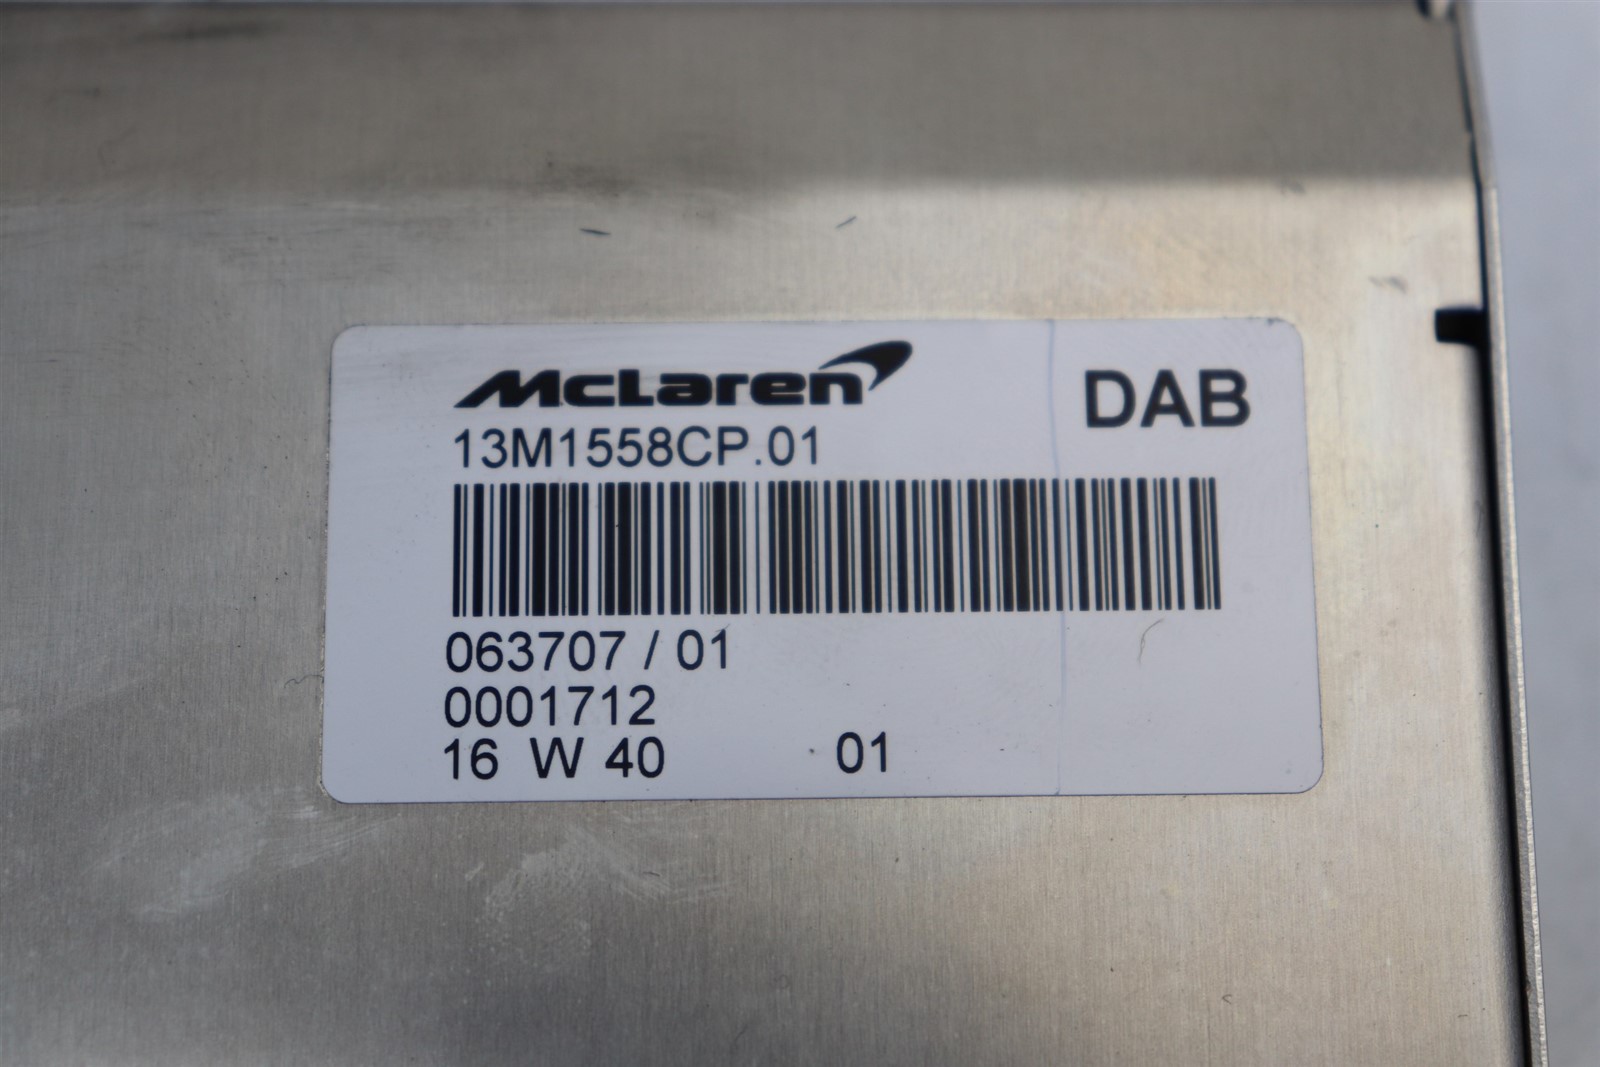 McLaren
DAB
13M1558CP.01
063707 / 01
0001712
16 W 40 01